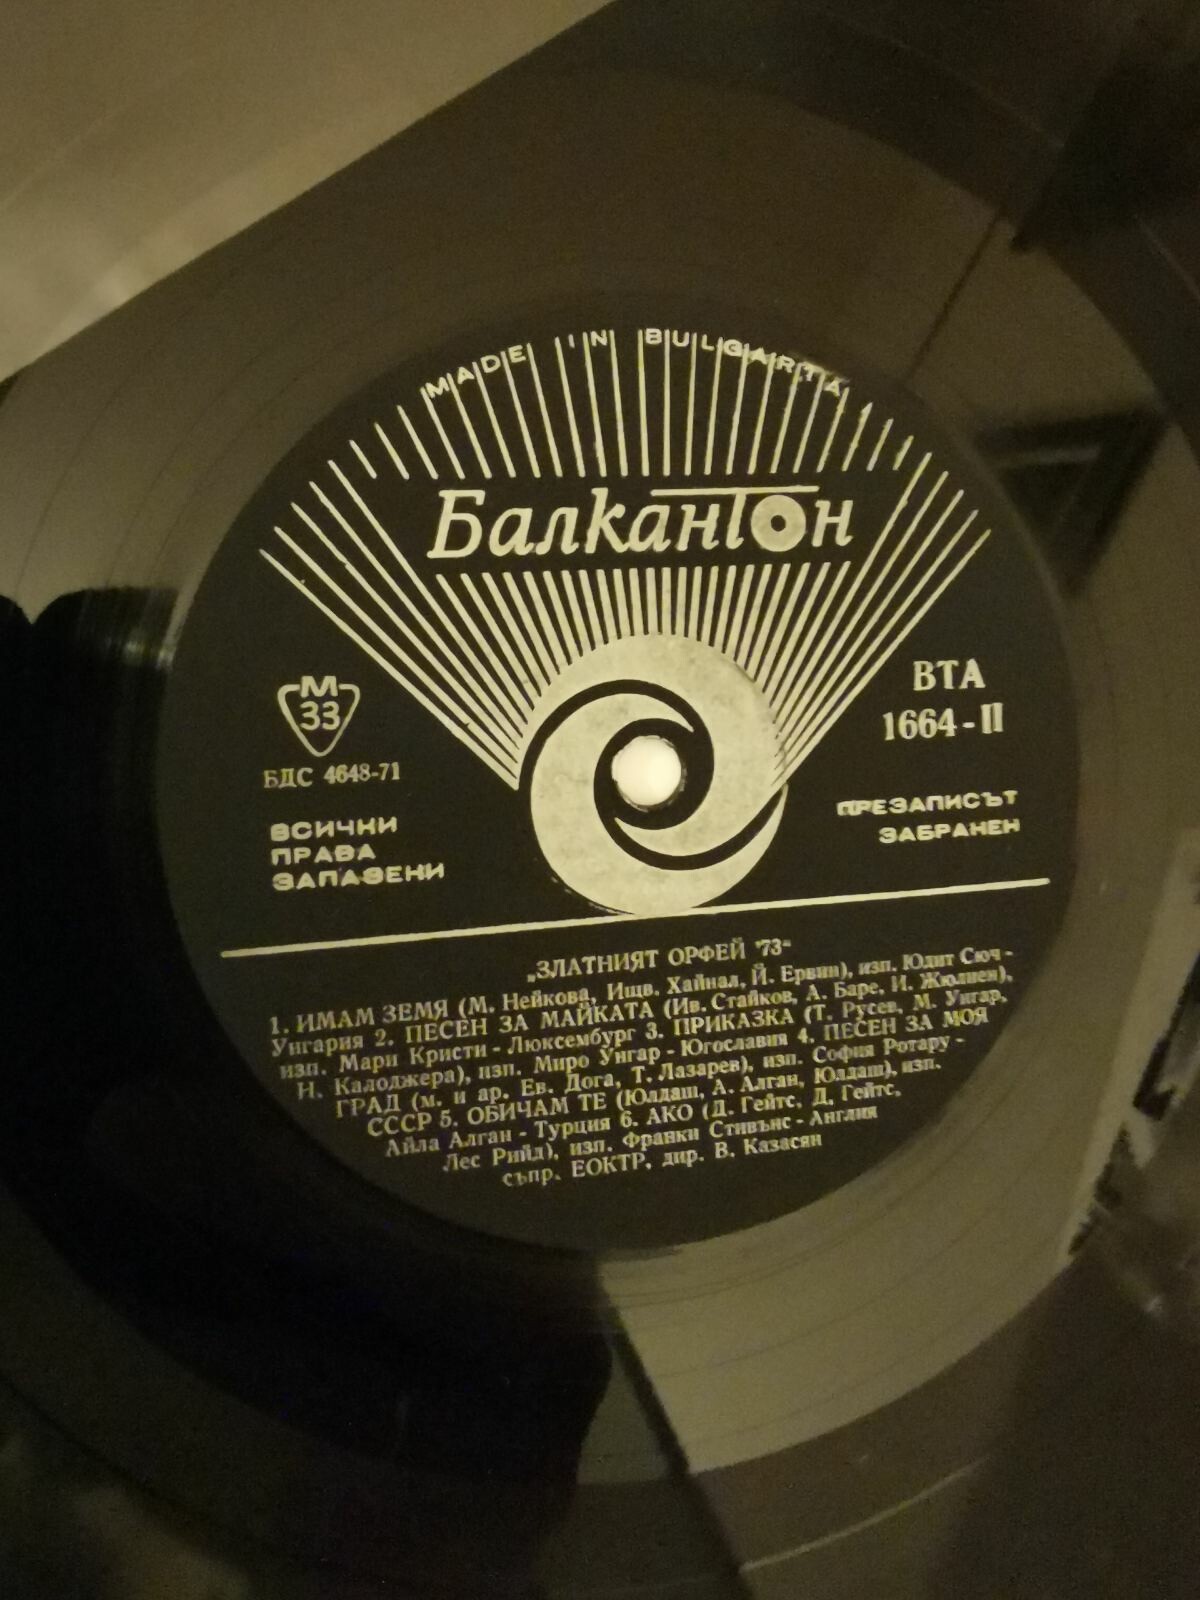 MADE IN BULGARIA
Балкантон
М
33
БДС 4648-71
ВСИЧКИ
ПРАВА
ЗАПАЗЕНИ
ВТА
1664-II
ПРЕЗАПИСЪТ
ЗАБРАНЕН
„ЗЛАТНИЯТ ОРФЕЙ '73“
1. ИМАМ ЗЕМЯ (М. Нейкова, Ищв. Хайнал, Й. Ервин), изп. Юдит Сюч -
Унгария 2. ПЕСЕН ЗА МАЙКАТА (Ив. Стайков, А. Баре, И. Жюлиен),
изп. Мари Кристи - Люксембург 3. ПРИКАЗКА (Т. Русев, М. Унгар,
Н. Калоджера), изп. Миро Унгар - Югославия 4. ПЕСЕН ЗА МОЯ
ГРАД (м. и ар. Ев. Дога, Т. Лазарев), изп. София Ротару -
СССР 5. ОБИЧАМ ТЕ (Юлдаш, А. Алган, Юлдаш), изп.
Айла Алган - Турция 6. АКО (Д. Гейтс, Д. Гейтс,
Лес Рийд), изп. Франки Стивънс - Англия
съпр. ЕОКТР, дир. В. Казасян